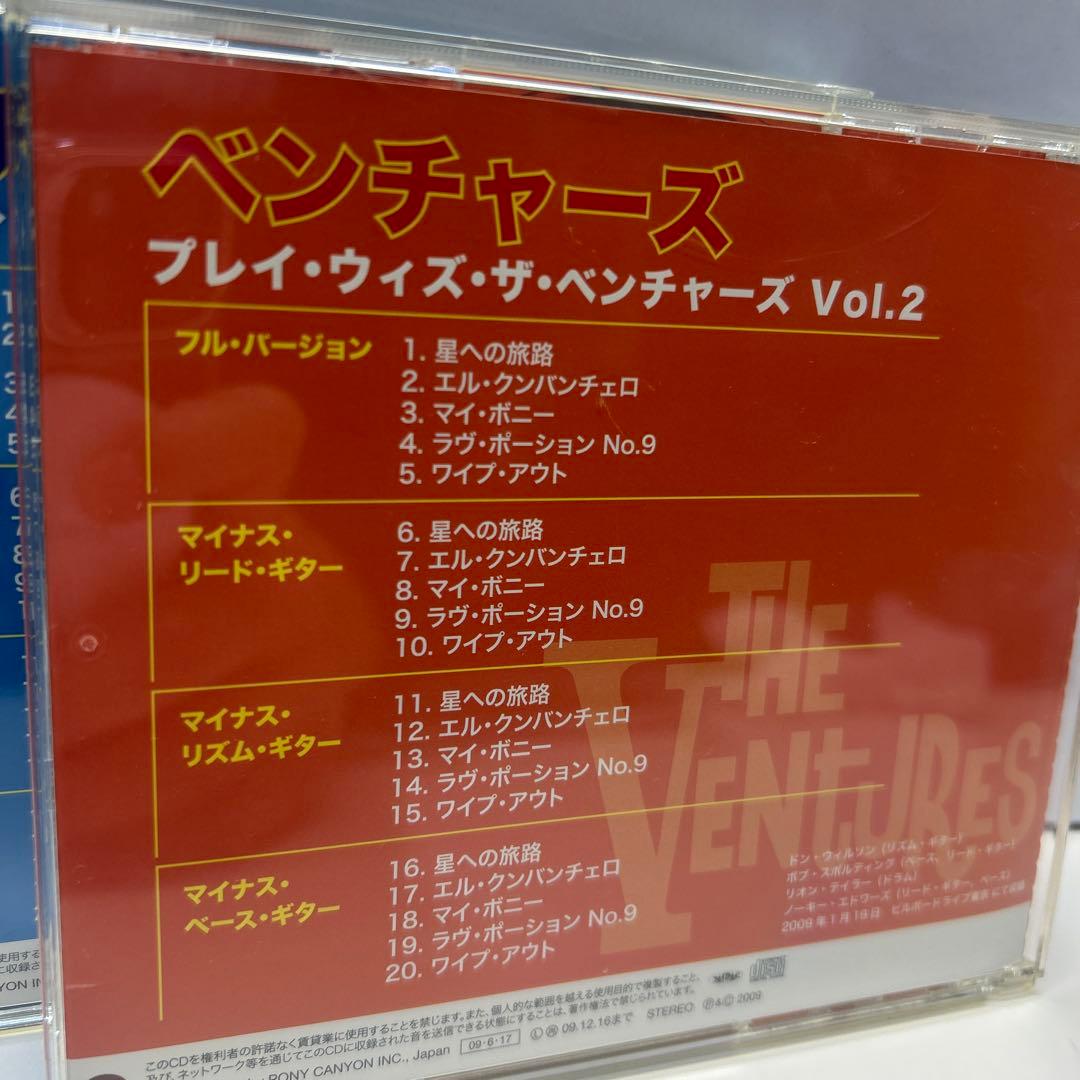 ベンチャーズ
プレイ・ウィズ・ザ・ベンチャーズ Vol.2
フル・バージョン
1. 星への旅路
2. エル・クンバンチェロ
3. マイ・ボニー
4. ラヴ・ポーション No.9
5. ワイプ・アウト
マイナス・
リード・ギター
6. 星への旅路
7. エル・クンバンチェロ
8. マイ・ボニー
9. ラヴ・ポーション No.9
10. ワイプ・アウト
マイナス・
リズム・ギター
11. 星への旅路
12. エル・クンバンチェロ
13. マイ・ボニー
14. ラヴ・ポーション No.9
15. ワイプ・アウト
マイナス・
ベース・ギター
16. 星への旅路
17. エル・クンバンチェロ
18. マイ・ボニー
19. ラヴ・ポーション No.9
20. ワイプ・アウト
THE
VENTURES
ドン・ウィルソン (リズム・ギター)
ボブ・スポルディング (ベース、リード・ギター)
リオン・テイラー (ドラム)
ノーキー・エドワーズ (リード・ギター、ベース)
2009年1月19日 ビルボードライブ東京にて収録
このCDを権利者の許諾なく賃貸業に使用することを禁じます。また、個人的な範囲を越える使用目的で複製すること、
及び、ネットワーク等を通じてこのCDに収録された音を送信できる状態にすることは、著作権法で禁じられています。
PONY CANYON INC., Japan
09・6・17
09.12.16まで
STEREO
Ⓟ&Ⓒ 2009